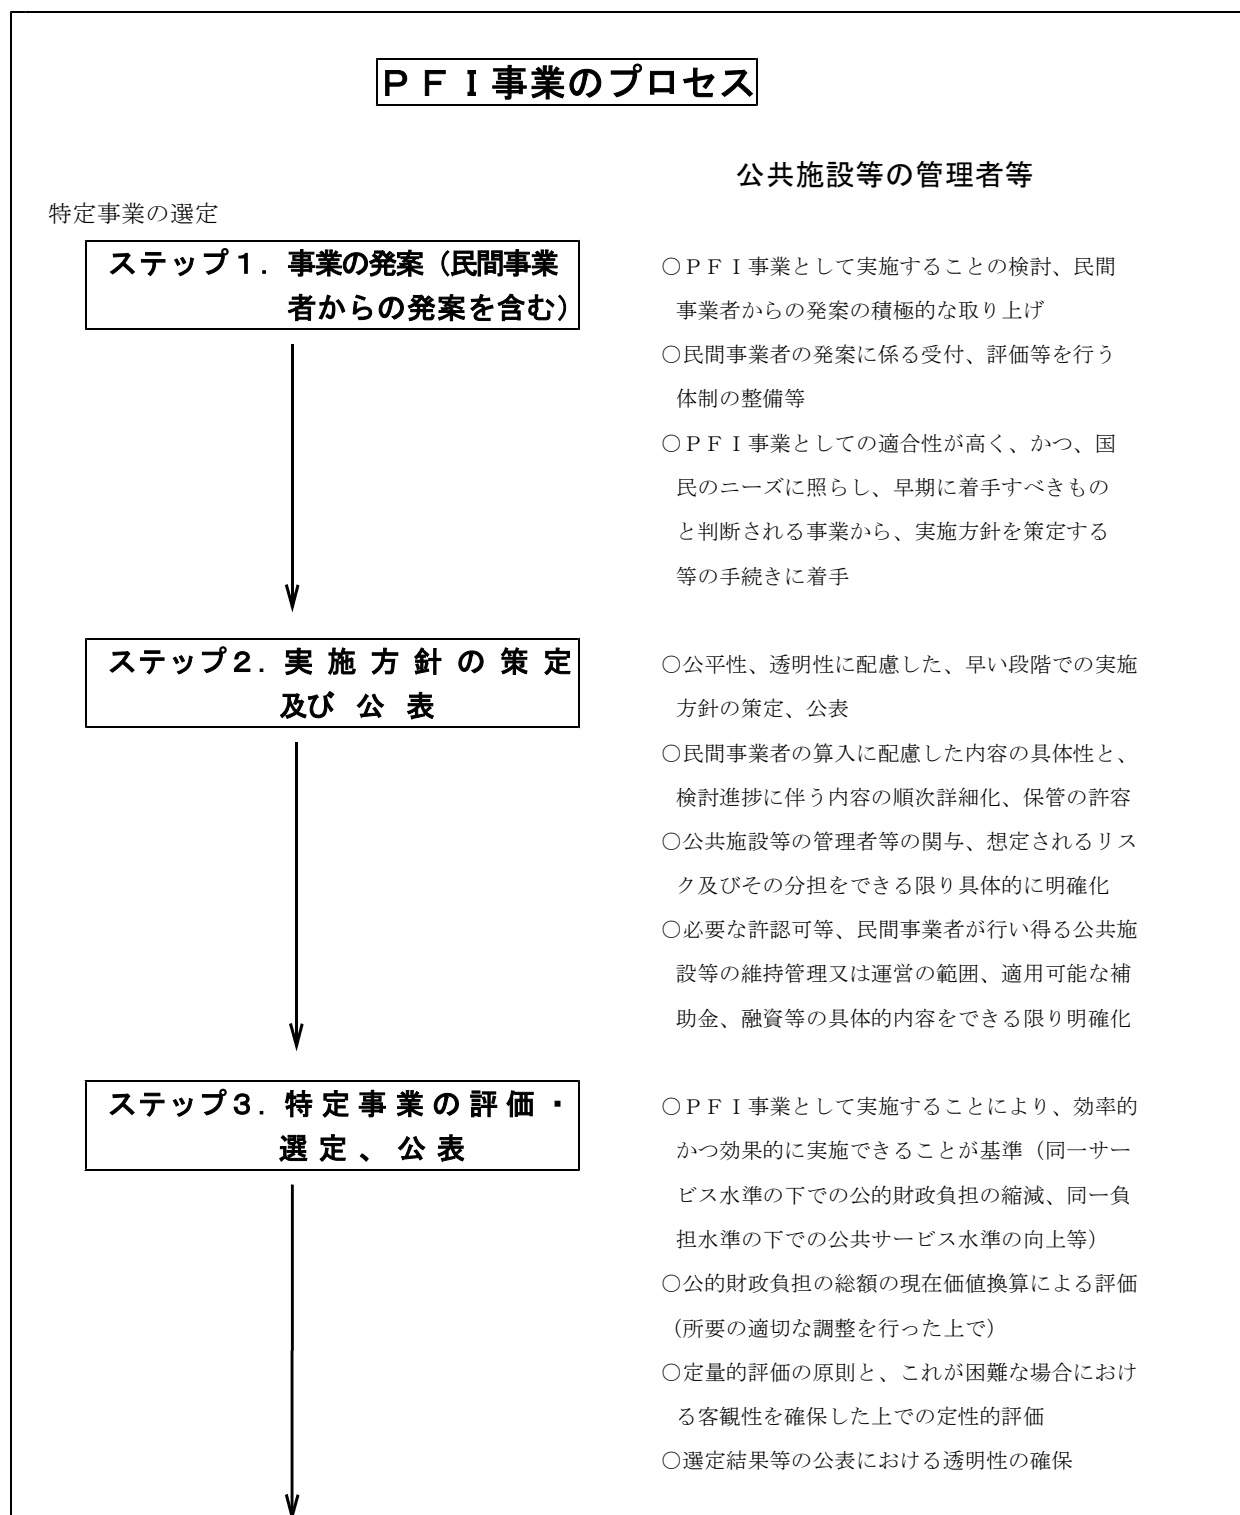 ＰＦＩ事業のプロセス
公共施設等の管理者等
特定事業の選定
ステップ１．事業の発案（民間事業
者からの発案を含む）
○ＰＦＩ事業として実施することの検討、民間
事業者からの発案の積極的な取り上げ
○民間事業者の発案に係る受付、評価等を行う
体制の整備等
○ＰＦＩ事業としての適合性が高く、かつ、国
民のニーズに照らし、早期に着手すべきもの
と判断される事業から、実施方針を策定する
等の手続きに着手
ステップ２．実施方針の策定
及び公表
○公平性、透明性に配慮した、早い段階での実施
方針の策定、公表
○民間事業者の算入に配慮した内容の具体性と、
検討進捗に伴う内容の順次詳細化、保管の許容
○公共施設等の管理者等の関与、想定されるリス
ク及びその分担をできる限り具体的に明確化
○必要な許認可等、民間事業者が行い得る公共施
設等の維持管理又は運営の範囲、適用可能な補
助金、融資等の具体的内容をできる限り明確化
ステップ３．特定事業の評価・
選定、公表
○ＰＦＩ事業として実施することにより、効率的
かつ効果的に実施できることが基準（同一サー
ビス水準の下での公的財政負担の縮減、同一負
担水準の下での公共サービス水準の向上等）
○公的財政負担の総額の現在価値換算による評価
（所要の適切な調整を行った上で）
○定量的評価の原則と、これが困難な場合におけ
る客観性を確保した上での定性的評価
○選定結果等の公表における透明性の確保